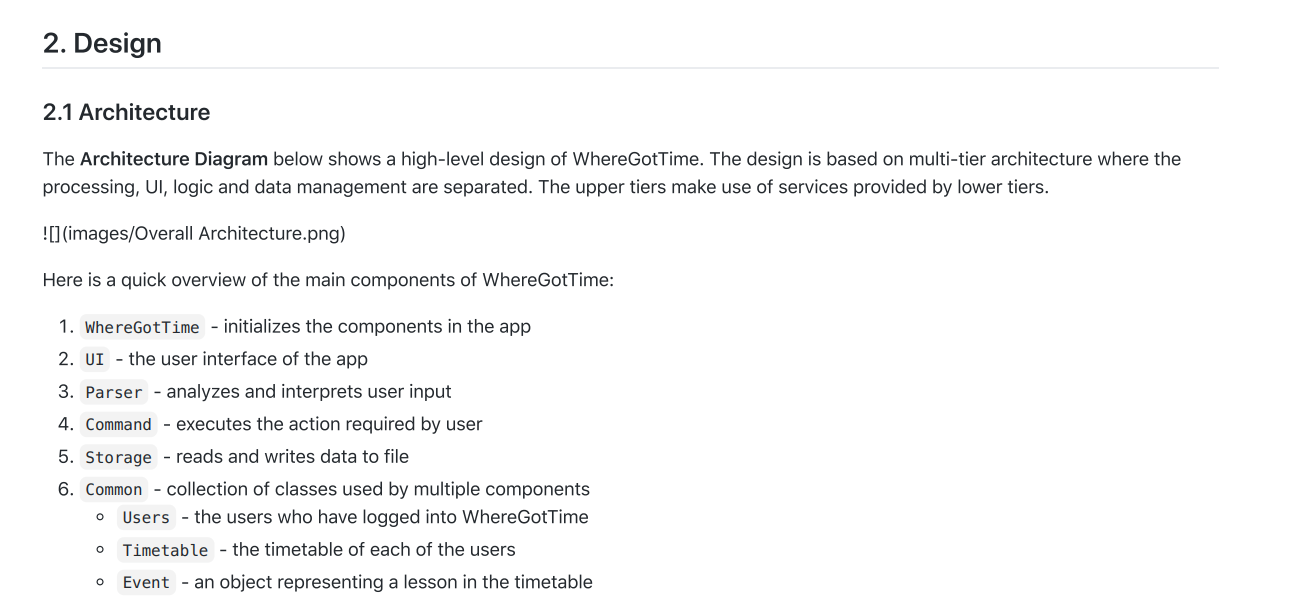 2. Design
2.1 Architecture
The Architecture Diagram below shows a high-level design of WhereGotTime. The design is based on multi-tier architecture where the
processing, UI, logic and data management are separated. The upper tiers make use of services provided by lower tiers.
![](images/Overall Architecture.png)
Here is a quick overview of the main components of WhereGotTime:
1. WhereGotTime - initializes the components in the app
2. UI - the user interface of the app
3. Parser - analyzes and interprets user input
4. Command - executes the action required by user
5. Storage - reads and writes data to file
6. Common - collection of classes used by multiple components
○ Users - the users who have logged into WhereGotTime
○ Timetable - the timetable of each of the users
○ Event - an object representing a lesson in the timetable